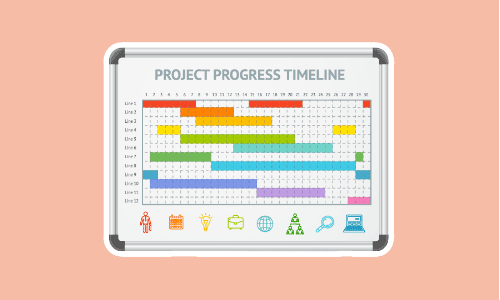 PROJECT PROGRESS TIMELINE
1 2 3 4 5 6 7 8 9 10 11 12 13 14 15 16 17 18 19 20 21 22 23 24 25 26 27 28 29 30
Line 1
Line 2
Line 3
Line 4
Line 5
Line 6
Line 7
Line 8
Line 9
Line 10
Line 11
Line 12